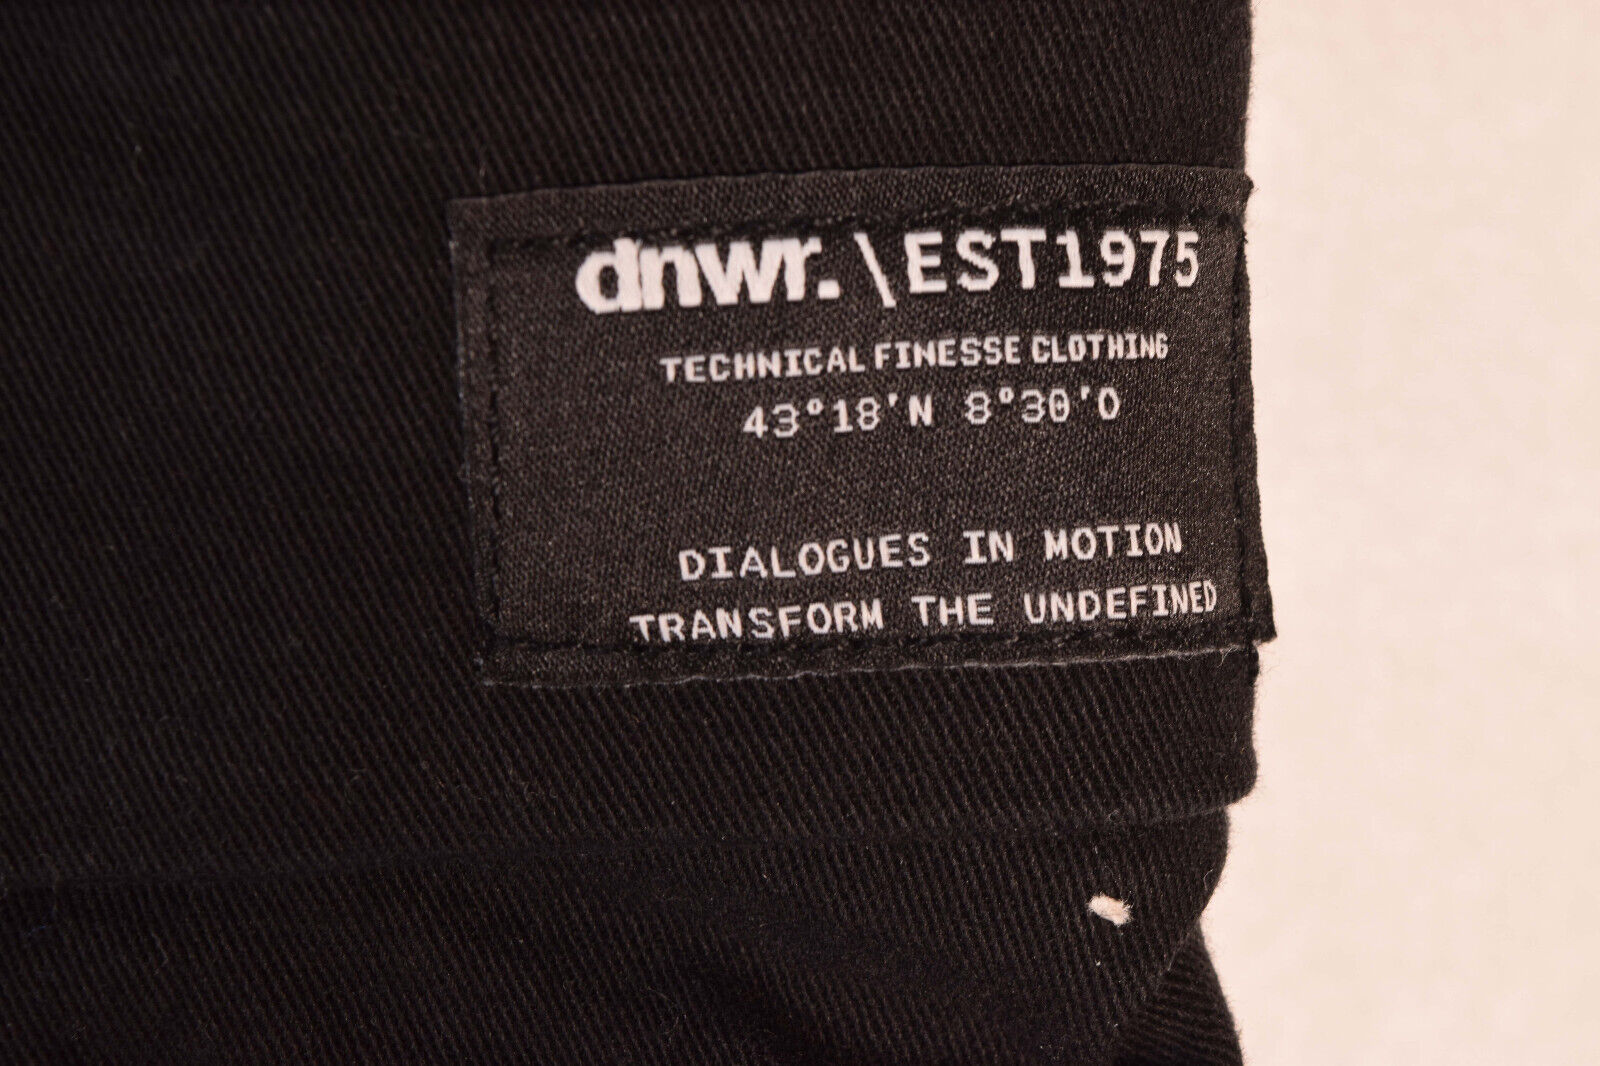 dnwr.\EST1975
TECHNICAL FINESSE CLOTHING
43°18'N 8°30'O
DIALOGUES IN MOTION
TRANSFORM THE UNDEFINED